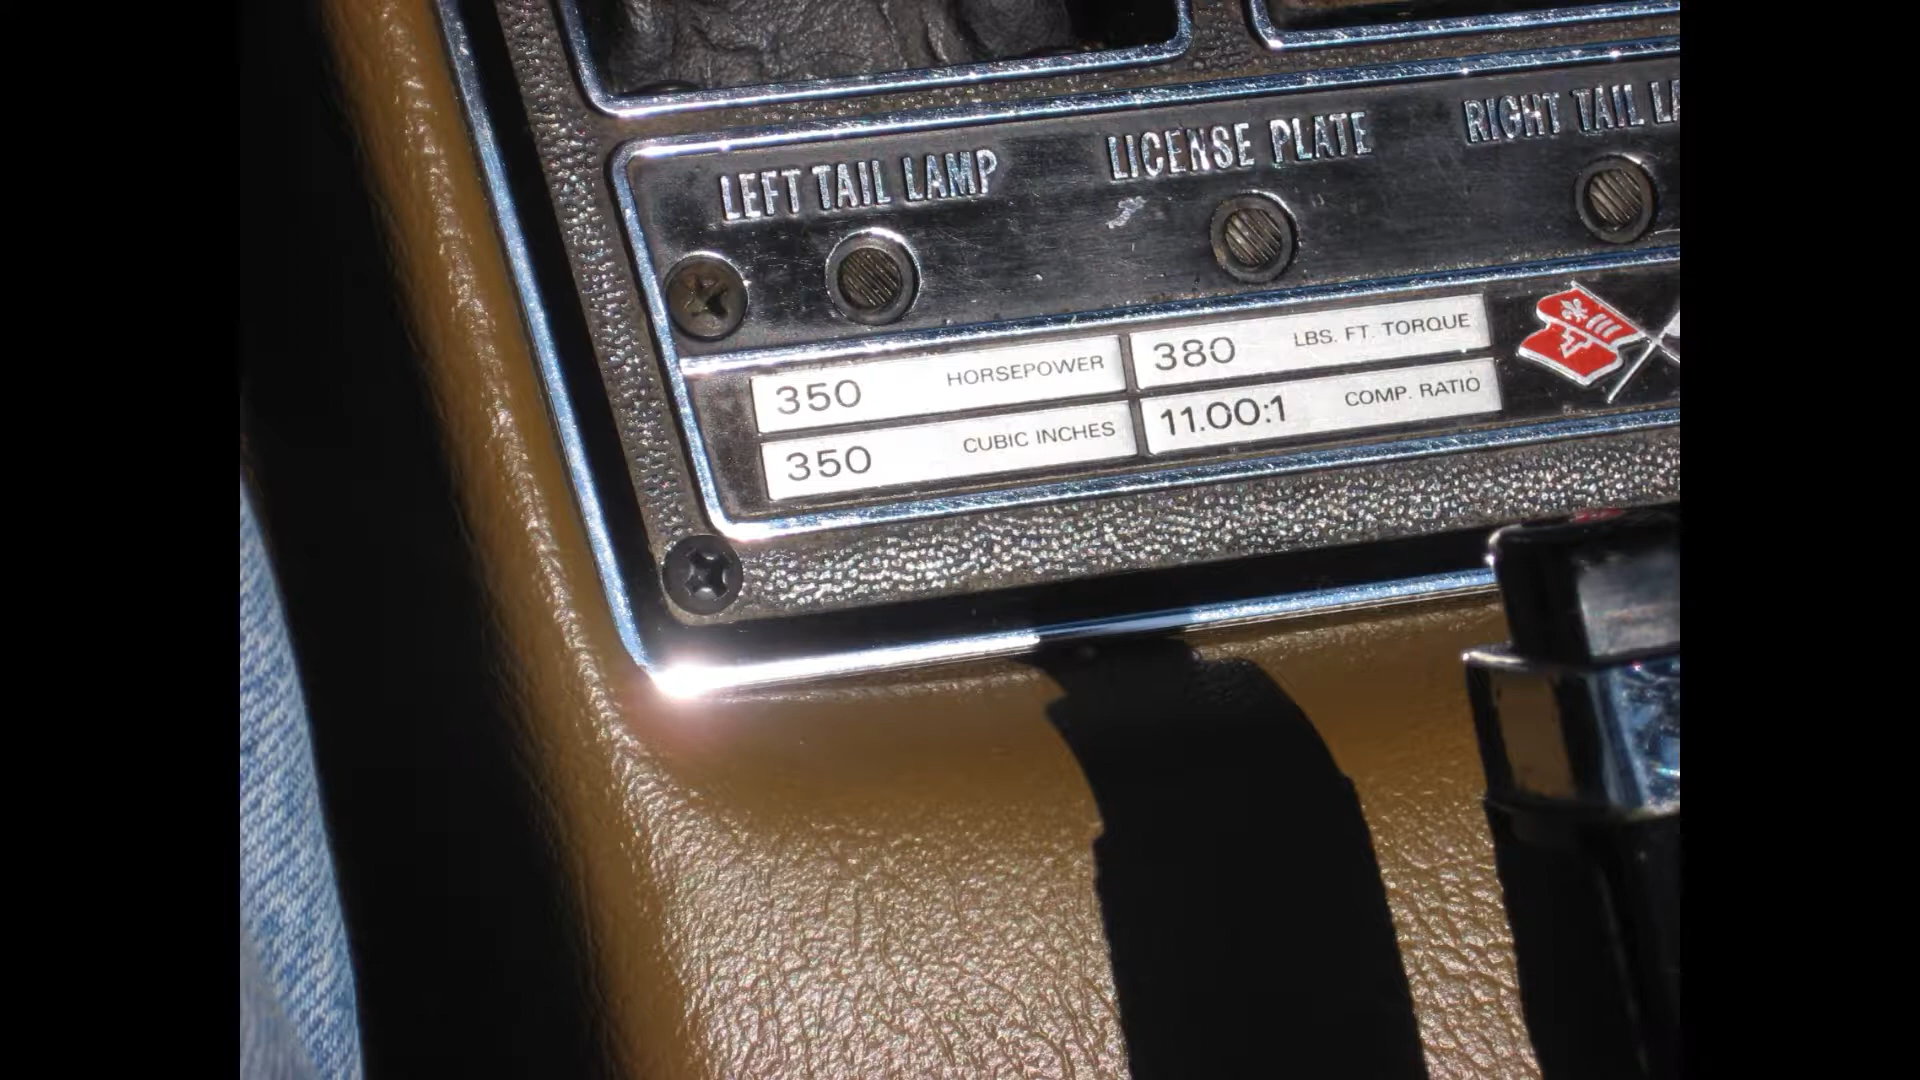 LEFT TAIL LAMP
LICENSE PLATE
RIGHT TAIL
350 HORSEPOWER
380 LBS. FT. TORQUE
350 CUBIC INCHES
11.00:1 COMP. RATIO